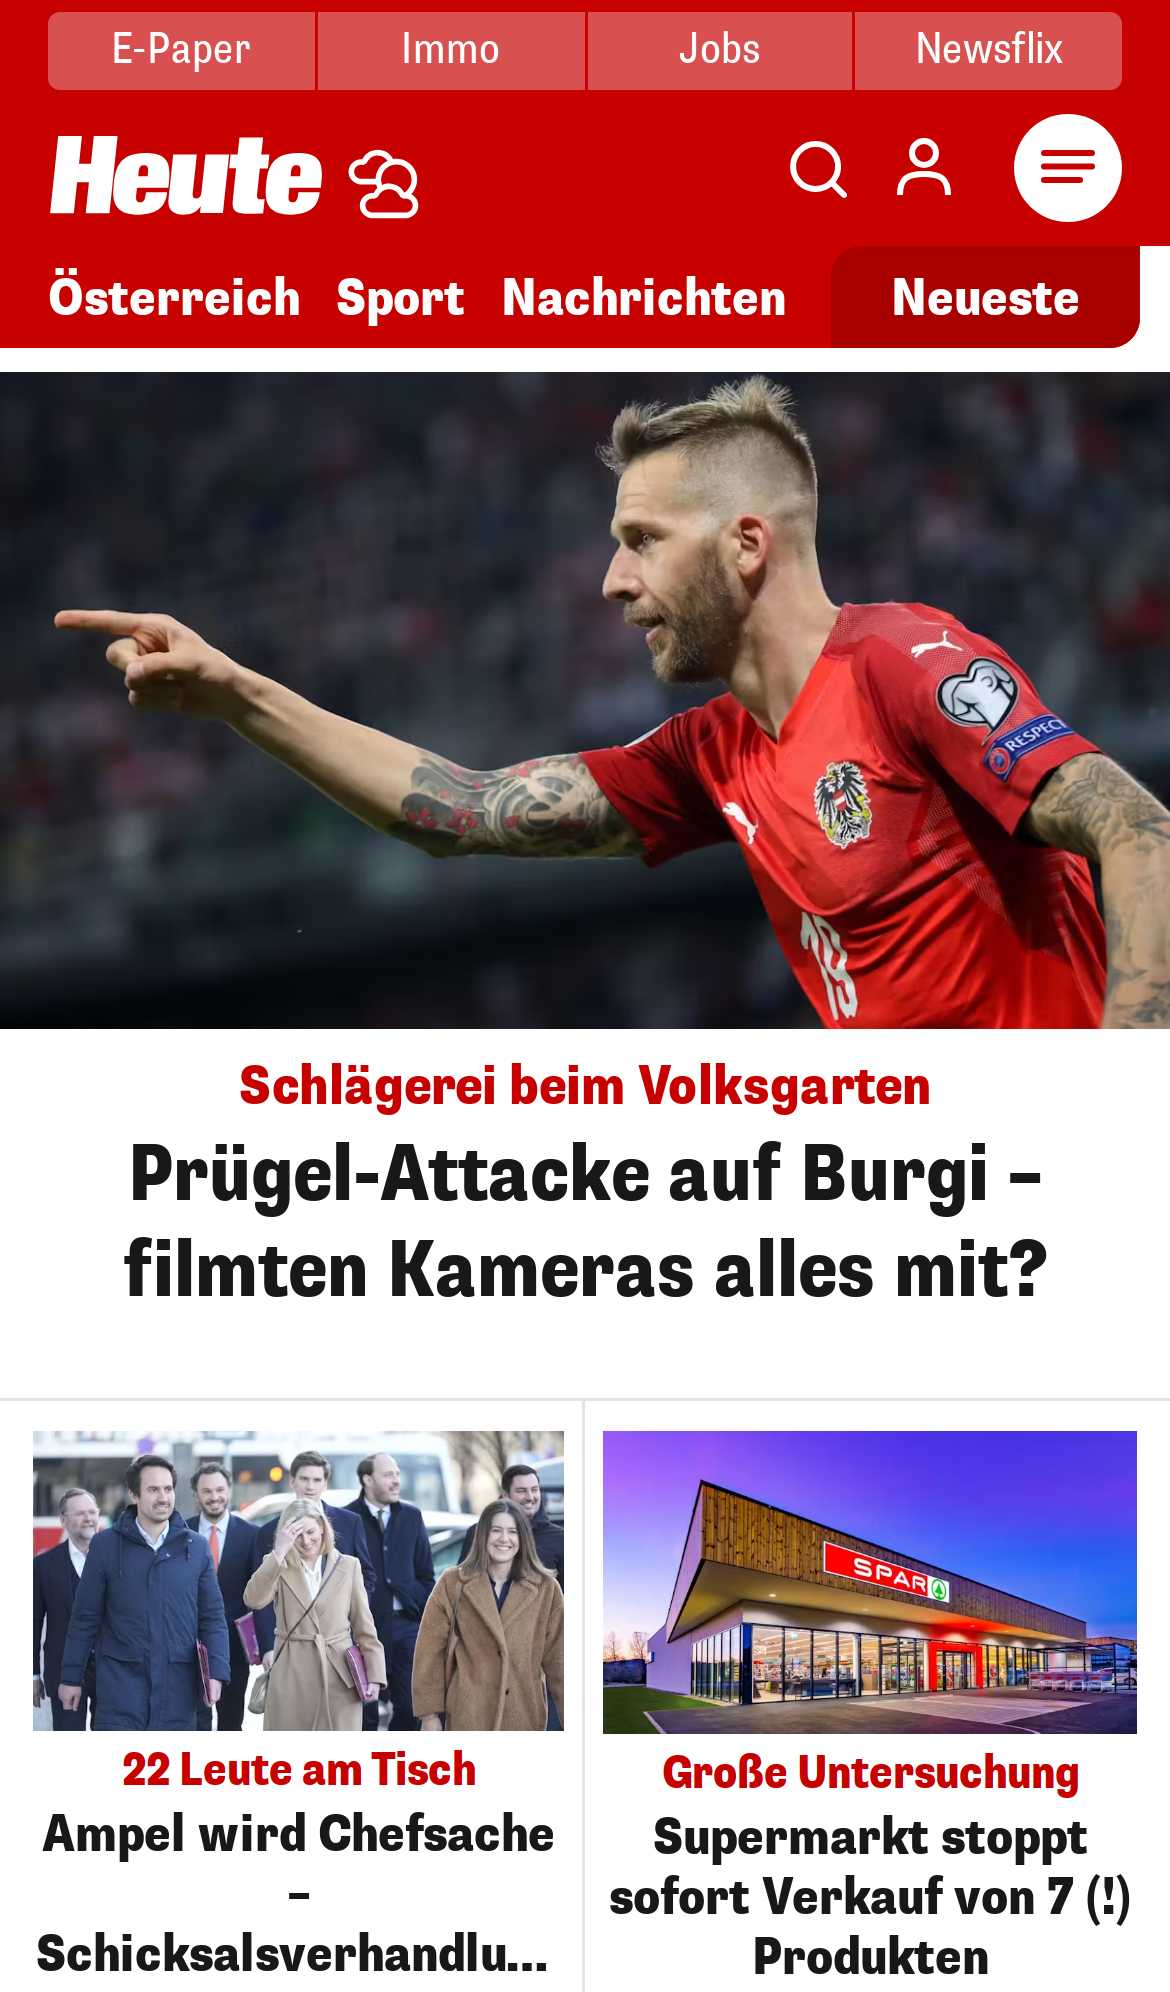 E-Paper
Immo
Jobs
Newsflix
Heute
Österreich
Sport
Nachrichten
Neueste
RESPECT
19
Schlägerei beim Volksgarten
Prügel-Attacke auf Burgi –
filmten Kameras alles mit?
22 Leute am Tisch
Ampel wird Chefsache
–
Schicksalsverhandlu...
SPAR
Große Untersuchung
Supermarkt stoppt
sofort Verkauf von 7 (!)
Produkten